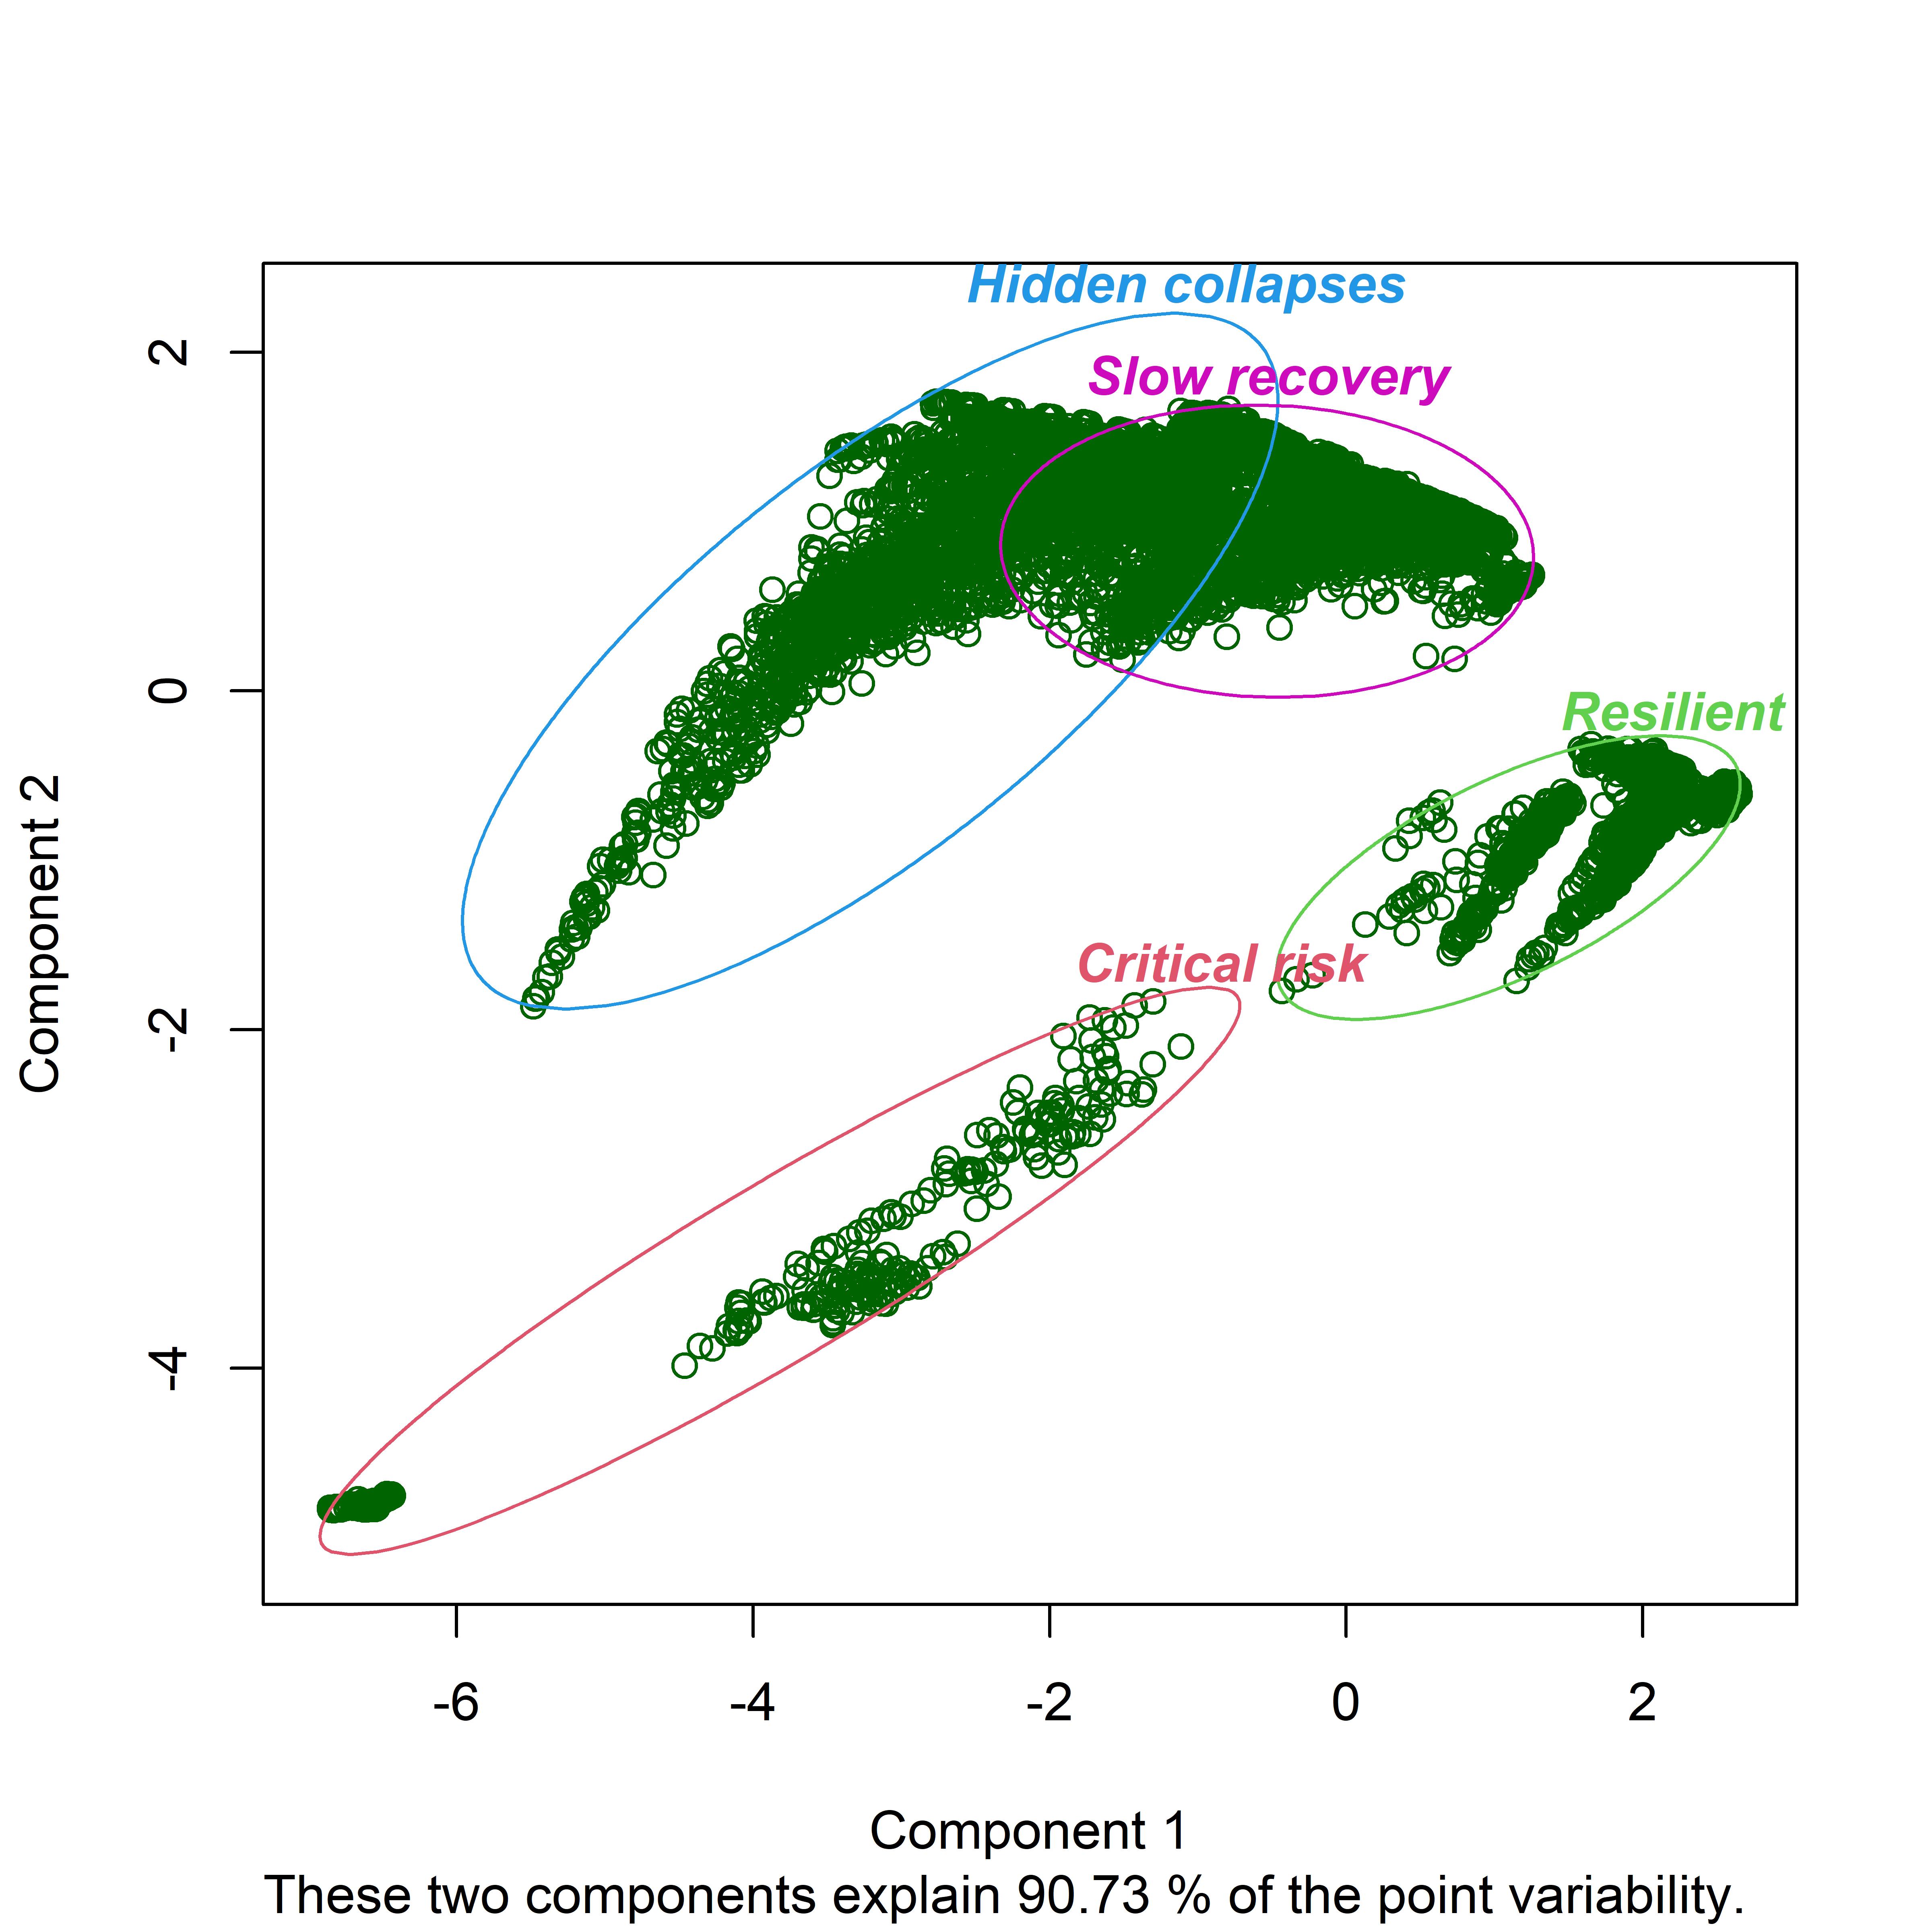 Hidden collapses
Slow recovery
Resilient
Critical risk
2
0
-2
-4
Component 2
-6 -4 -2 0 2
Component 1
These two components explain 90.73 % of the point variability.